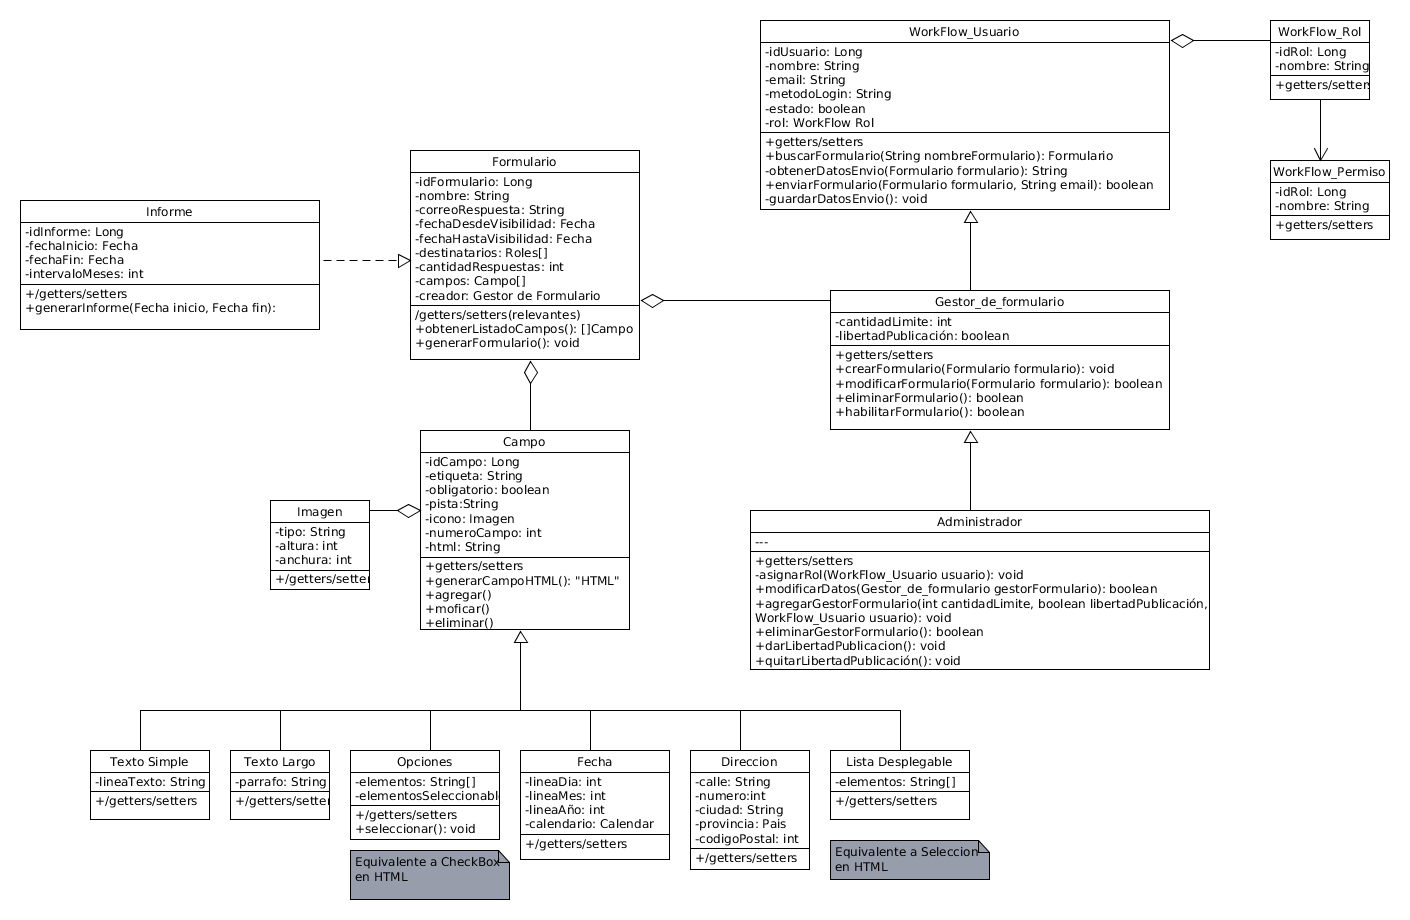 WorkFlow_Usuario
-idUsuario: Long
-nombre: String
-email: String
-metodoLogin: String
-estado: boolean
-rol: WorkFlow Rol
+getters/setters
+buscarFormulario(String nombreFormulario): Formulario
-obtenerDatosEnvio(Formulario formulario): String
+enviarFormulario(Formulario formulario, String email): boolean
-guardarDatosEnvio(): void
WorkFlow_Rol
-idRol: Long
-nombre: String
+getters/setters
WorkFlow_Permiso
-idRol: Long
-nombre: String
+getters/setters
Formulario
-idFormulario: Long
-nombre: String
-correoRespuesta: String
-fechaDesdeVisibilidad: Fecha
-fechaHastaVisibilidad: Fecha
-destinatarios: Roles[]
-cantidadRespuestas: int
-campos: Campo[]
-creador: Gestor de Formulario
/getters/setters(relevantes)
+obtenerListadoCampos(): []Campo
+generarFormulario(): void
Informe
-idInforme: Long
-fechaInicio: Fecha
-fechaFin: Fecha
-intervaloMeses: int
+/getters/setters
+generarInforme(Fecha inicio, Fecha fin):
Gestor_de_formulario
-cantidadLimite: int
-libertadPublicación: boolean
+getters/setters
+crearFormulario(Formulario formulario): void
+modificarFormulario(Formulario formulario): boolean
+eliminarFormulario(): boolean
+habilitarFormulario(): boolean
Campo
-idCampo: Long
-etiqueta: String
-obligatorio: boolean
-pista:String
-icono: Imagen
-numeroCampo: int
-html: String
+getters/setters
+generarCampoHTML(): "HTML"
+agregar()
+moficar()
+eliminar()
Imagen
-tipo: String
-altura: int
-anchura: int
+/getters/setter
Administrador
---
+getters/setters
-asignarRol(WorkFlow_Usuario usuario): void
+modificarDatos(Gestor_de_formulario gestorFormulario): boolean
+agregarGestorFormulario(int cantidadLimite, boolean libertadPublicación,
WorkFlow_Usuario usuario): void
+eliminarGestorFormulario(): boolean
+darLibertadPublicacion(): void
+quitarLibertadPublicación(): void
Texto Simple
-lineaTexto: String
+/getters/setters
Texto Largo
-parrafo: String
+/getters/setter
Opciones
-elementos: String[]
-elementosSeleccionabl
+/getters/setters
+seleccionar(): void
Equivalente a CheckBox
en HTML
Fecha
-lineaDia: int
-lineaMes: int
-lineaAño: int
-calendario: Calendar
+/getters/setters
Direccion
-calle: String
-numero:int
-ciudad: String
-provincia: Pais
-codigoPostal: int
+/getters/setters
Lista Desplegable
-elementos: String[]
+/getters/setters
Equivalente a Seleccion
en HTML